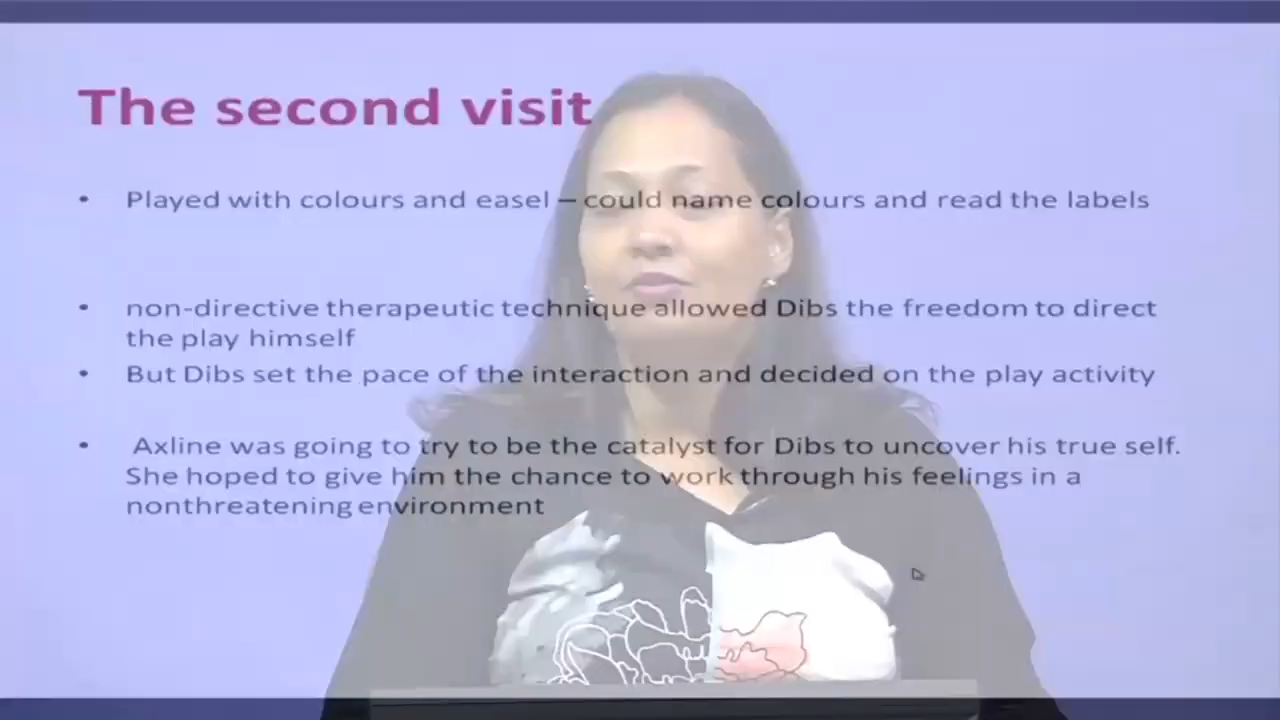 The second visit
• Played with colours and easel – could name colours and read the labels
• non-directive therapeutic technique allowed Dibs the freedom to direct
the play himself
• But Dibs set the pace of the interaction and decided on the play activity
• Axline was going to try to be the catalyst for Dibs to uncover his true self.
She hoped to give him the chance to work through his feelings in a
nonthreatening environment